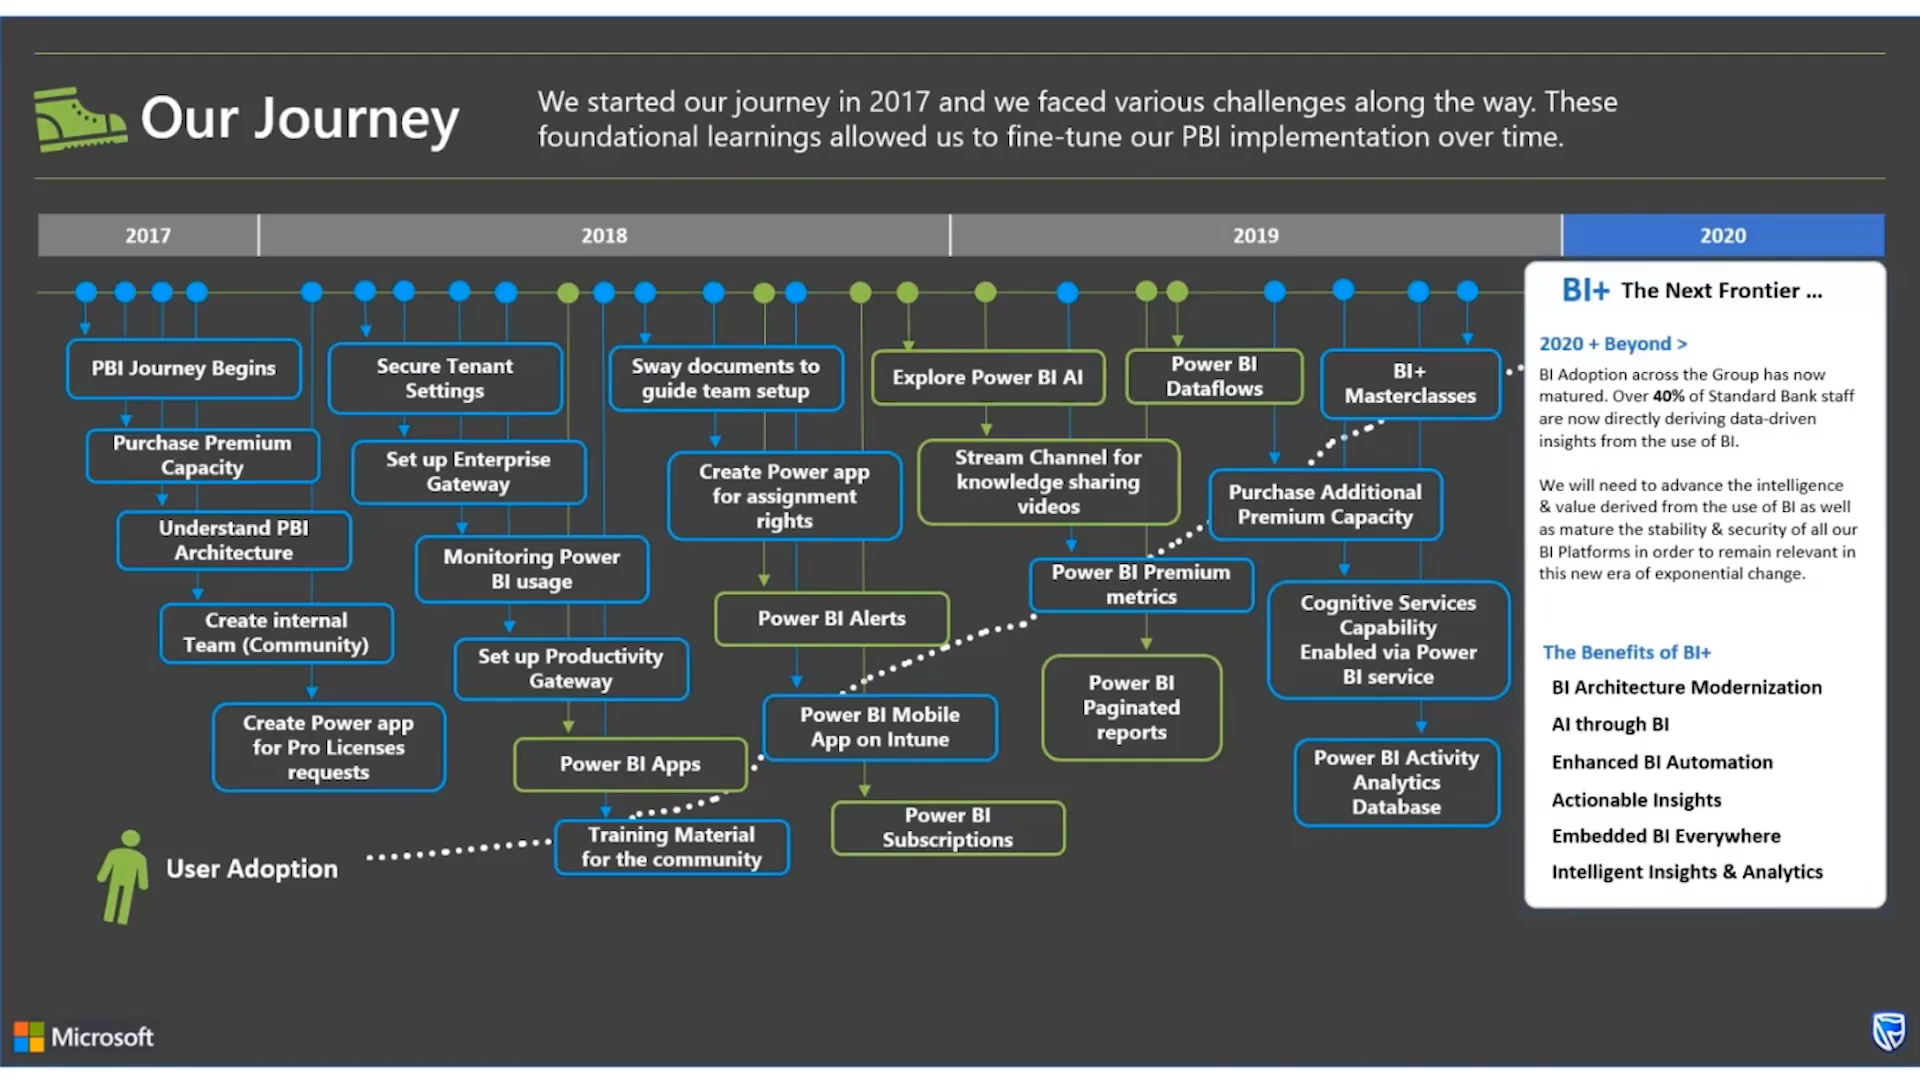 Our Journey
We started our journey in 2017 and we faced various challenges along the way. These
foundational learnings allowed us to fine-tune our PBI implementation over time.
2017
2018
2019
2020
PBI Journey Begins
Purchase Premium
Capacity
Understand PBI
Architecture
Create internal
Team (Community)
Create Power app
for Pro Licenses
requests
Secure Tenant
Settings
Set up Enterprise
Gateway
Monitoring Power
BI usage
Set up Productivity
Gateway
Power BI Apps
Training Material
for the community
Sway documents to
guide team setup
Create Power app
for assignment
rights
Power BI Alerts
Power BI Mobile
App on Intune
Power BI
Subscriptions
Explore Power BI AI
Stream Channel for
knowledge sharing
videos
Power BI Premium
metrics
Power BI
Paginated
reports
Power BI
Dataflows
Purchase Additional
Premium Capacity
Cognitive Services
Capability
Enabled via Power
BI service
Power BI Activity
Analytics
Database
BI+
Masterclasses
User Adoption
BI+ The Next Frontier ...
2020 + Beyond >
BI Adoption across the Group has now
matured. Over 40% of Standard Bank staff
are now directly deriving data-driven
insights from the use of BI.
We will need to advance the intelligence
& value derived from the use of BI as well
as mature the stability & security of all our
BI Platforms in order to remain relevant in
this new era of exponential change.
The Benefits of BI+
BI Architecture Modernization
AI through BI
Enhanced BI Automation
Actionable Insights
Embedded BI Everywhere
Intelligent Insights & Analytics
Microsoft